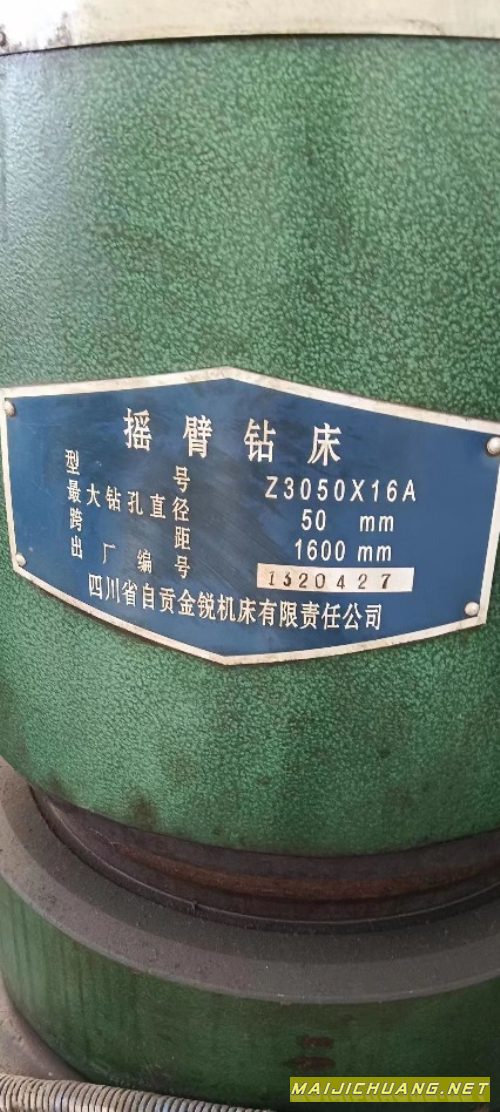 摇臂钻床
型号 Z3050X16A
最大钻孔直径 50 mm
跨距 1600 mm
出厂编号 1320427
四川省自贡金锐机床有限责任公司
MAIJICHUANG.NET